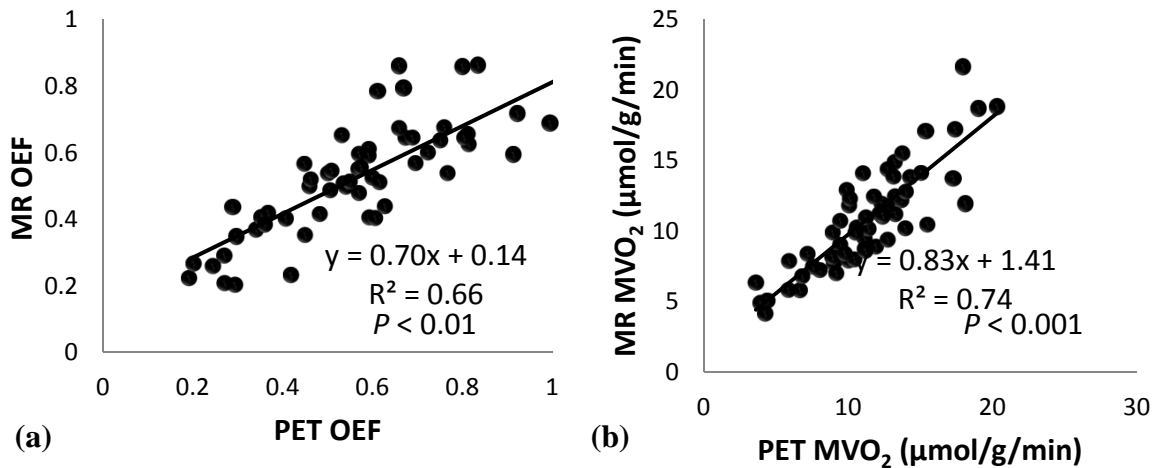 1
0.8
0.6
0.4
0.2
0
MR OEF
y = 0.70x + 0.14
R² = 0.66
P < 0.01
0 0.2 0.4 0.6 0.8 1
PET OEF
(a)
25
20
15
10
5
0
MR MVO₂ (μmol/g/min)
y = 0.83x + 1.41
R² = 0.74
P < 0.001
0 10 20 30
PET MVO₂ (μmol/g/min)
(b)